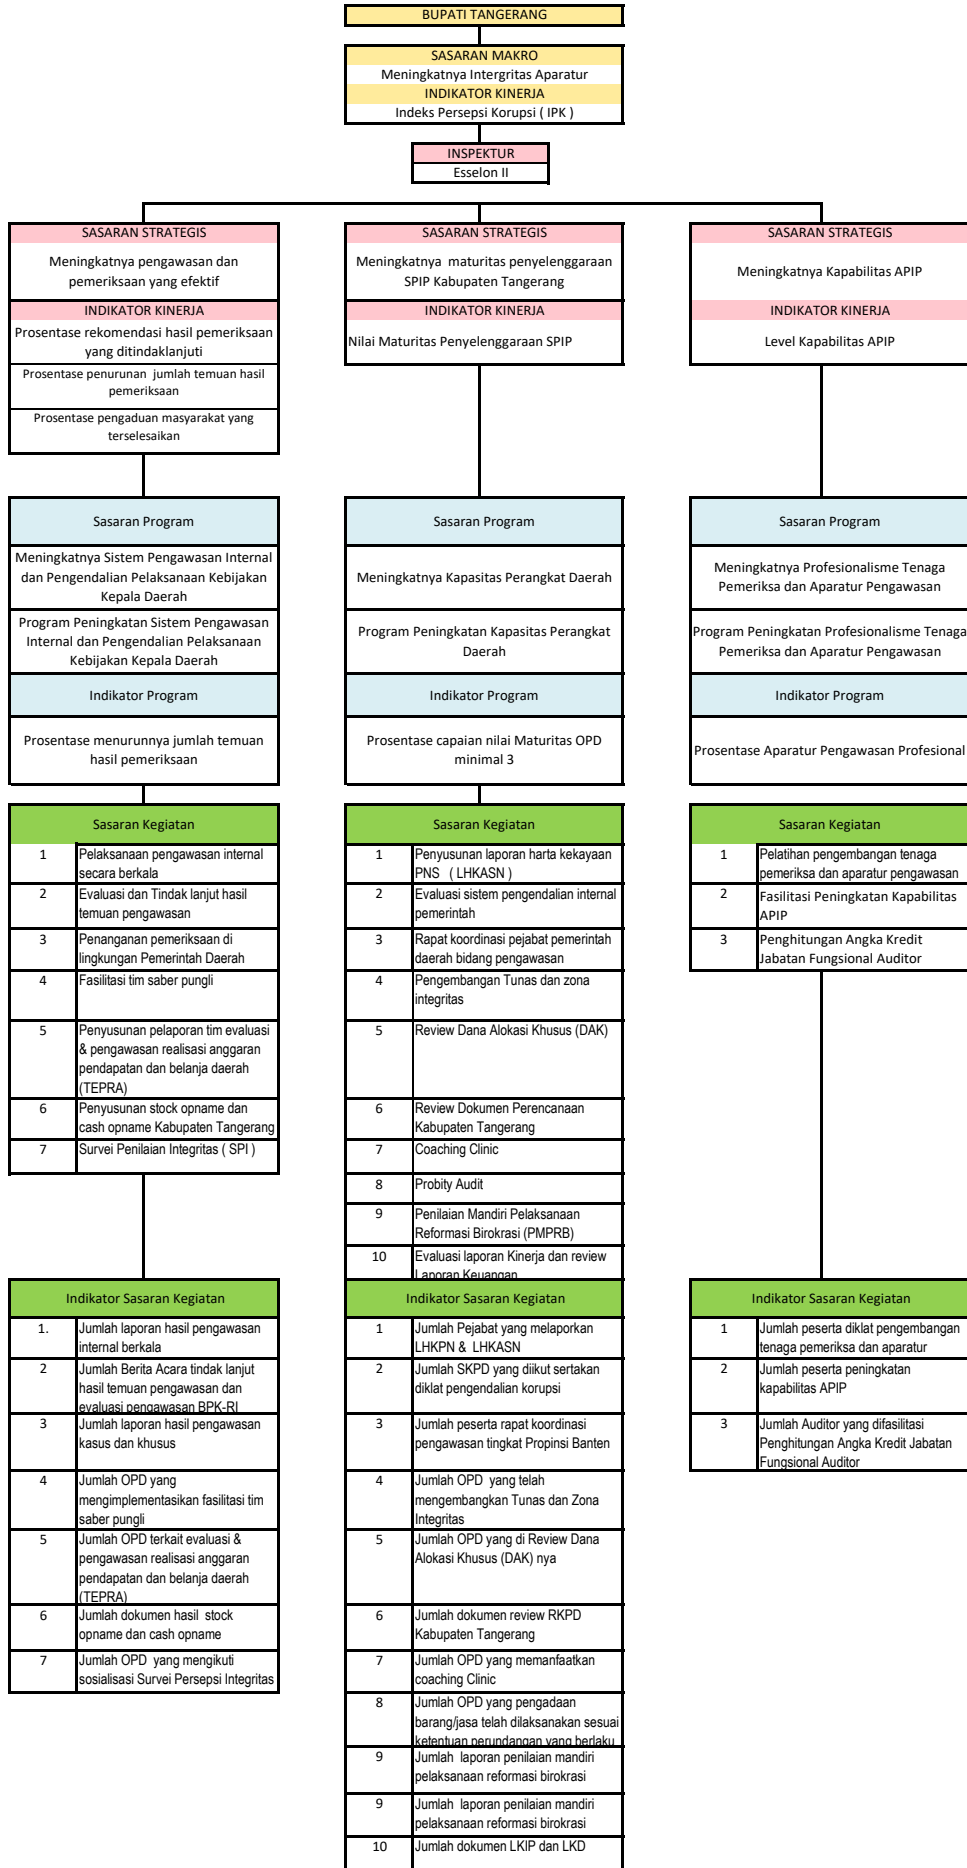 BUPATI TANGERANG
SASARAN MAKRO
Meningkatnya Intergritas Aparatur
INDIKATOR KINERJA
Indeks Persepsi Korupsi ( IPK )
INSPEKTUR
Esselon II
SASARAN STRATEGIS
Meningkatnya pengawasan dan
pemeriksaan yang efektif
INDIKATOR KINERJA
Prosentase rekomendasi hasil pemeriksaan
yang ditindaklanjuti
Prosentase penurunan jumlah temuan hasil
pemeriksaan
Prosentase pengaduan masyarakat yang
terselesaikan
Sasaran Program
Meningkatnya Sistem Pengawasan Internal
dan Pengendalian Pelaksanaan Kebijakan
Kepala Daerah
Program Peningkatan Sistem Pengawasan
Internal dan Pengendalian Pelaksanaan
Kebijakan Kepala Daerah
Indikator Program
Prosentase menurunnya jumlah temuan
hasil pemeriksaan
Sasaran Kegiatan
1 Pelaksanaan pengawasan internal
secara berkala
2 Evaluasi dan Tindak lanjut hasil
temuan pengawasan
3 Penanganan pemeriksaan di
lingkungan Pemerintah Daerah
4 Fasilitasi tim saber pungli
5 Penyusunan pelaporan tim evaluasi
& pengawasan realisasi anggaran
pendapatan dan belanja daerah
(TEPRA)
6 Penyusunan stock opname dan
cash opname Kabupaten Tangerang
7 Survei Penilaian Integritas ( SPI )
Indikator Sasaran Kegiatan
1. Jumlah laporan hasil pengawasan
internal berkala
2 Jumlah Berita Acara tindak lanjut
hasil temuan pengawasan dan
evaluasi pengawasan BPK-RI
3 Jumlah laporan hasil pengawasan
kasus dan khusus
4 Jumlah OPD yang
mengimplementasikan fasilitasi tim
saber pungli
5 Jumlah OPD terkait evaluasi &
pengawasan realisasi anggaran
pendapatan dan belanja daerah
(TEPRA)
6 Jumlah dokumen hasil stock
opname dan cash opname
7 Jumlah OPD yang mengikuti
sosialisasi Survei Persepsi Integritas
SASARAN STRATEGIS
Meningkatnya maturitas penyelenggaraan
SPIP Kabupaten Tangerang
INDIKATOR KINERJA
Nilai Maturitas Penyelenggaraan SPIP
Sasaran Program
Meningkatnya Kapasitas Perangkat Daerah
Program Peningkatan Kapasitas Perangkat
Daerah
Indikator Program
Prosentase capaian nilai Maturitas OPD
minimal 3
Sasaran Kegiatan
1 Penyusunan laporan harta kekayaan
PNS ( LHKASN )
2 Evaluasi sistem pengendalian internal
pemerintah
3 Rapat koordinasi pejabat pemerintah
daerah bidang pengawasan
4 Pengembangan Tunas dan zona
integritas
5 Review Dana Alokasi Khusus (DAK)
6 Review Dokumen Perencanaan
Kabupaten Tangerang
7 Coaching Clinic
8 Probity Audit
9 Penilaian Mandiri Pelaksanaan
Reformasi Birokrasi (PMPRB)
10 Evaluasi laporan Kinerja dan review
Laporan Keuangan
Indikator Sasaran Kegiatan
1 Jumlah Pejabat yang melaporkan
LHKPN & LHKASN
2 Jumlah SKPD yang diikut sertakan
diklat pengendalian korupsi
3 Jumlah peserta rapat koordinasi
pengawasan tingkat Propinsi Banten
4 Jumlah OPD yang telah
mengembangkan Tunas dan Zona
Integritas
5 Jumlah OPD yang di Review Dana
Alokasi Khusus (DAK) nya
6 Jumlah dokumen review RKPD
Kabupaten Tangerang
7 Jumlah OPD yang memanfaatkan
coaching Clinic
8 Jumlah OPD yang pengadaan
barang/jasa telah dilaksanakan sesuai
ketentuan perundangan yang berlaku
9 Jumlah laporan penilaian mandiri
pelaksanaan reformasi birokrasi
9 Jumlah laporan penilaian mandiri
pelaksanaan reformasi birokrasi
10 Jumlah dokumen LKIP dan LKD
SASARAN STRATEGIS
Meningkatnya Kapabilitas APIP
INDIKATOR KINERJA
Level Kapabilitas APIP
Sasaran Program
Meningkatnya Profesionalisme Tenaga
Pemeriksa dan Aparatur Pengawasan
Program Peningkatan Profesionalisme Tenaga
Pemeriksa dan Aparatur Pengawasan
Indikator Program
Prosentase Aparatur Pengawasan Profesional
Sasaran Kegiatan
1 Pelatihan pengembangan tenaga
pemeriksa dan aparatur pengawasan
2 Fasilitasi Peningkatan Kapabilitas
APIP
3 Penghitungan Angka Kredit
Jabatan Fungsional Auditor
Indikator Sasaran Kegiatan
1 Jumlah peserta diklat pengembangan
tenaga pemeriksa dan aparatur
2 Jumlah peserta peningkatan
kapabilitas APIP
3 Jumlah Auditor yang difasilitasi
Penghitungan Angka Kredit Jabatan
Fungsional Auditor